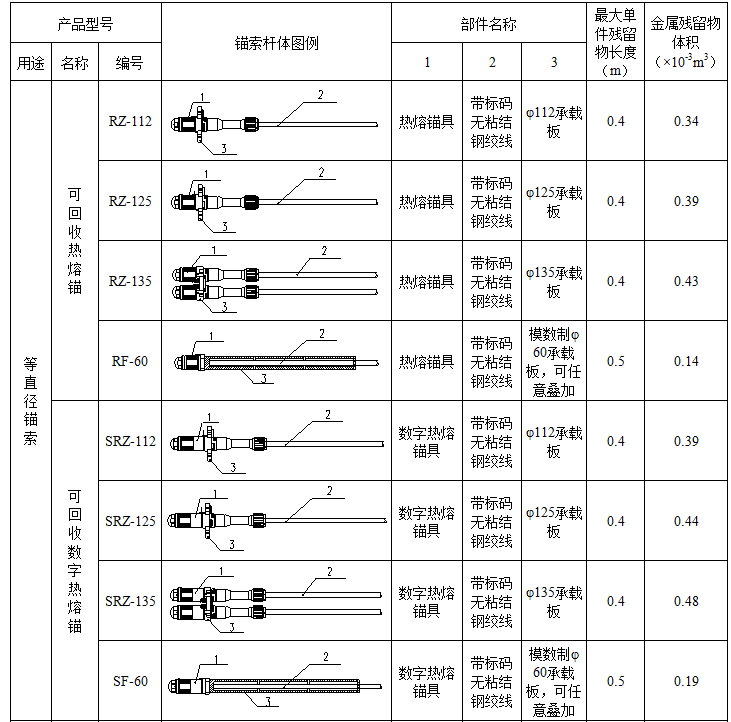 产品型号
锚索杆体图例
部件名称
最大单
件残留
物长度
（m）
金属残留物
体积
（×10⁻³m³）
用途
名称
编号
1
2
3
等直径锚索
可回收热熔锚
RZ-112
1
2
3
热熔锚具
带标码
无粘结
钢绞线
φ112承载
板
0.4
0.34
RZ-125
1
2
3
热熔锚具
带标码
无粘结
钢绞线
φ125承载
板
0.4
0.39
RZ-135
1
2
3
热熔锚具
带标码
无粘结
钢绞线
φ135承载
板
0.4
0.43
RF-60
1
2
3
热熔锚具
带标码
无粘结
钢绞线
模数制φ
60承载
板，可任
意叠加
0.5
0.14
可回收数字热熔锚
SRZ-112
1
2
3
数字热熔
锚具
带标码
无粘结
钢绞线
φ112承载
板
0.4
0.39
SRZ-125
1
2
3
数字热熔
锚具
带标码
无粘结
钢绞线
φ125承载
板
0.4
0.44
SRZ-135
1
2
3
数字热熔
锚具
带标码
无粘结
钢绞线
φ135承载
板
0.4
0.48
SF-60
1
2
3
数字热熔
锚具
带标码
无粘结
钢绞线
模数制φ
60承载
板，可任
意叠加
0.5
0.19